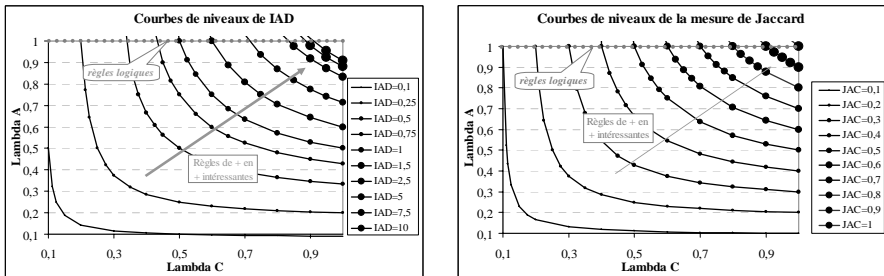 Courbes de niveaux de IAD
Lambda A
1
0,9
0,8
0,7
0,6
0,5
0,4
0,3
0,2
0,1
règles logiques
Règles de + en
+ intéressantes
0,1
0,3
0,5
0,7
0,9
Lambda C
IAD=0,1
IAD=0,25
IAD=0,5
IAD=0,75
IAD=1
IAD=1,5
IAD=2,5
IAD=5
IAD=7,5
IAD=10
Courbes de niveaux de la mesure de Jaccard
Lambda A
1
0,9
0,8
0,7
0,6
0,5
0,4
0,3
0,2
0,1
règles logiques
Règles de + en
+ intéressantes
0,1
0,3
0,5
0,7
0,9
Lambda C
JAC=0,1
JAC=0,2
JAC=0,3
JAC=0,4
JAC=0,5
JAC=0,6
JAC=0,7
JAC=0,8
JAC=0,9
JAC=1